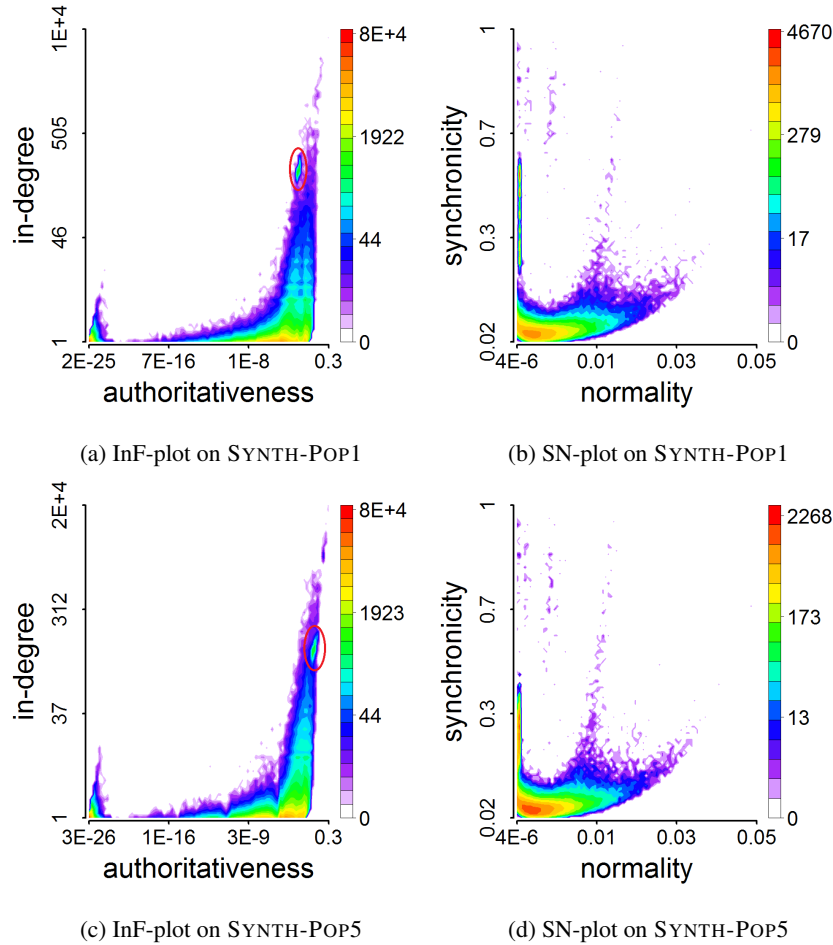 1E+4
505
46
1
in-degree
2E-25
7E-16
1E-8
0.3
authoritativeness
8E+4
1922
44
0
(a) InF-plot on SYNTH-POP1
1
0.7
0.3
0.02
synchronicity
4E-6
0.01
0.03
0.05
normality
4670
279
17
0
(b) SN-plot on SYNTH-POP1
2E+4
312
37
1
in-degree
3E-26
1E-16
3E-9
0.3
authoritativeness
8E+4
1923
44
0
(c) InF-plot on SYNTH-POP5
1
0.7
0.3
0.02
synchronicity
4E-6
0.01
0.03
0.05
normality
2268
173
13
0
(d) SN-plot on SYNTH-POP5